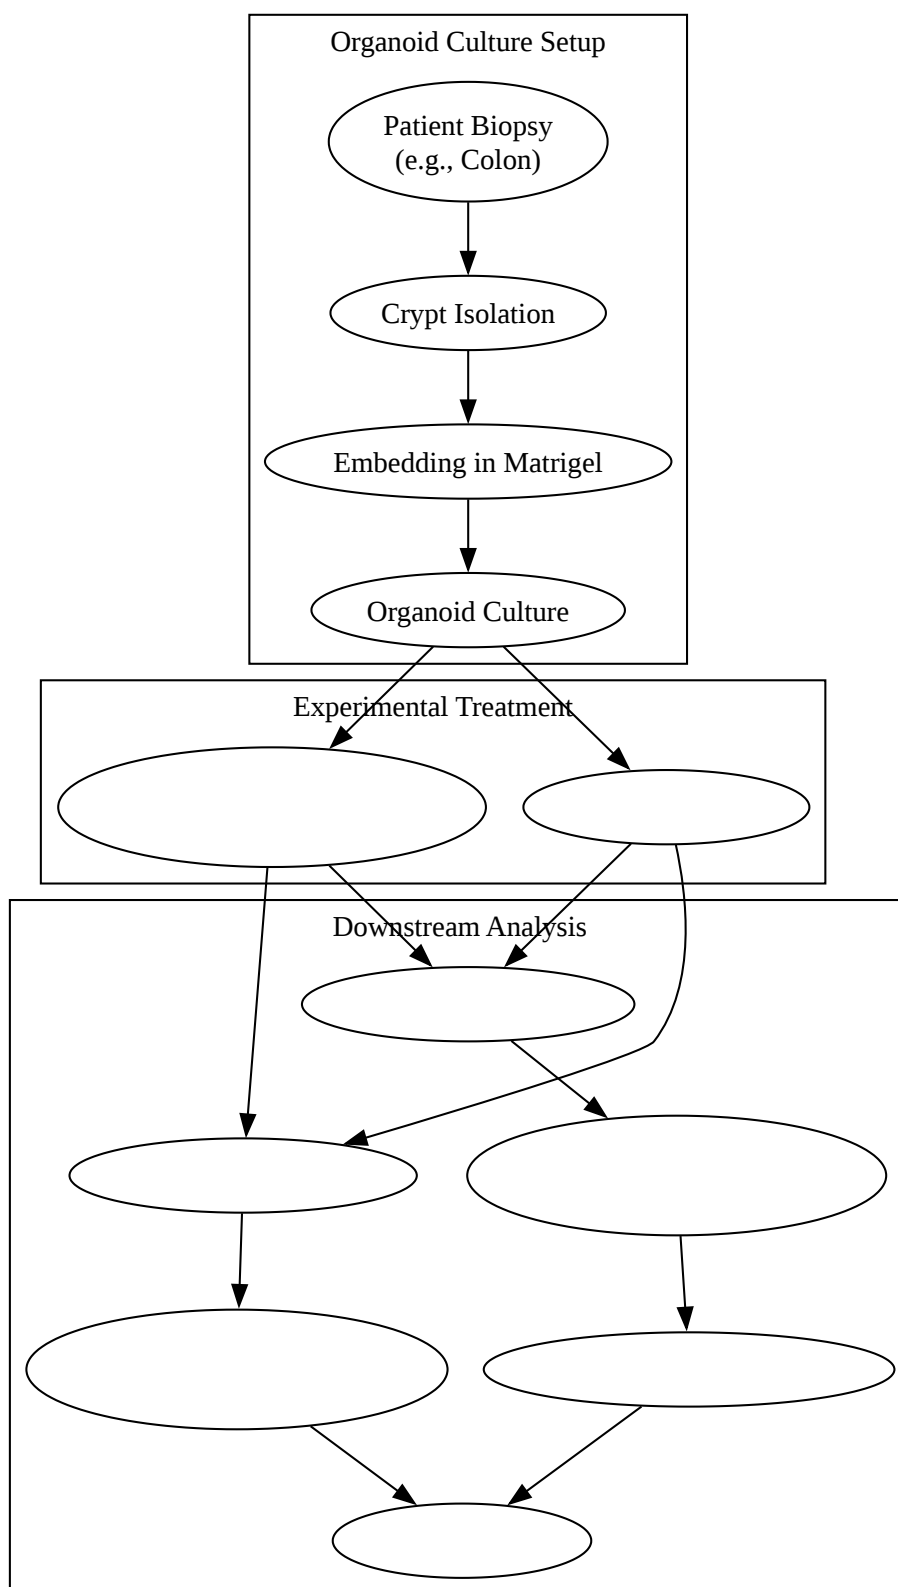 Organoid Culture Setup
Patient Biopsy
(e.g., Colon)
Crypt Isolation
Embedding in Matrigel
Organoid Culture
Experimental Treatment
Downstream Analysis